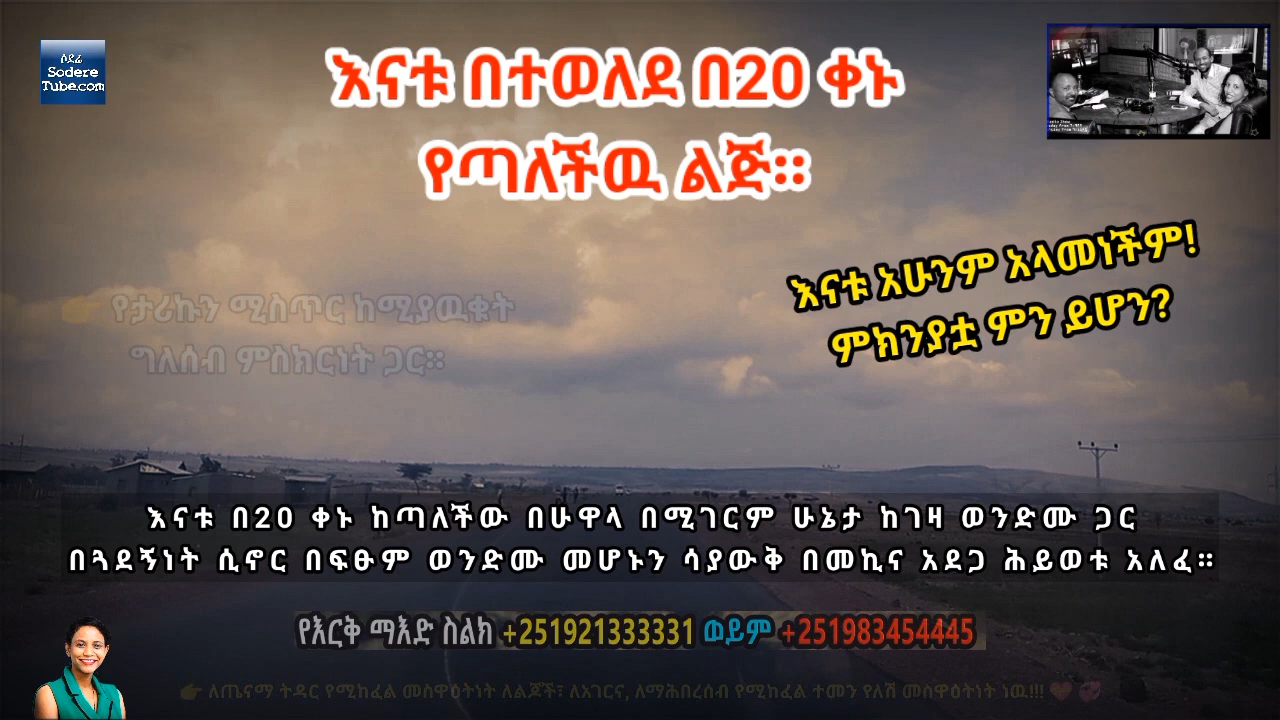 ሶደሬ
Sodere
Tube.com
እናቱ በተወለደ በ20 ቀኑ
የጣለችዉ ልጅ።
እናቱ አሁንም አላመነችም!
ምክንያቷ ምን ይሆን?
👉 የታሪኩን ሚስጥር ከሚያዉቁት
ግለሰብ ምስክርነት ጋር።
እናቱ በ20 ቀኑ ከጣለችው በሁዋላ በሚገርም ሁኔታ ከገዛ ወንድሙ ጋር
በጓደኝነት ሲኖር በፍፁም ወንድሙ መሆኑን ሳያውቅ በመኪና አደጋ ሕይወቱ አለፈ።
የእርቅ ማእድ ስልክ +251921333331 ወይም +251983454445
👉 ለጤናማ ትዳር የሚከፈል መስዋዕትነት ለልጆች፣ ለአገርና, ለማሕበረሰብ የሚከፈል ተመን የለሽ መስዋዕትነት ነዉ!!!